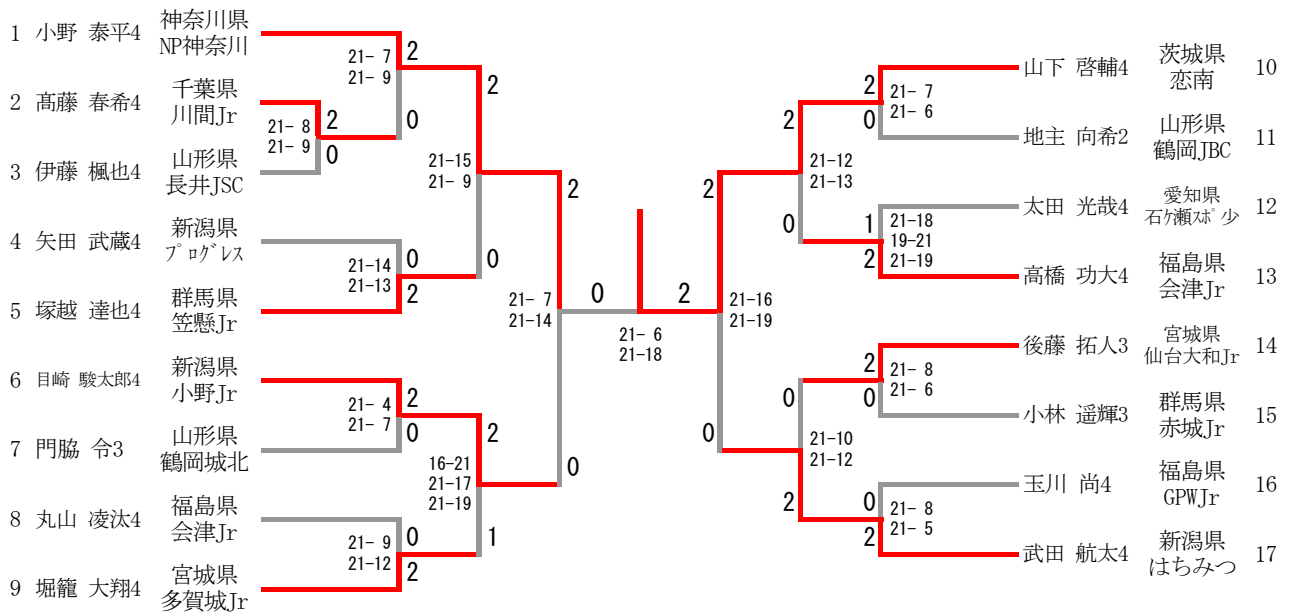 1 小野 泰平4 神奈川県
NP神奈川
2 髙藤 春希4 千葉県
川間Jr
3 伊藤 楓也4 山形県
長井JSC
4 矢田 武蔵4 新潟県
プログレス
5 塚越 達也4 群馬県
笠懸Jr
6 目崎 駿太郎4 新潟県
小野Jr
7 門脇 令3 山形県
鶴岡城北
8 丸山 凌汰4 福島県
会津Jr
9 堀籠 大翔4 宮城県
多賀城Jr
21- 7
21- 9
2
0
21- 8
21- 9
2
0
21-14
21-13
0
2
21- 4
21- 7
2
0
21- 9
21-12
0
2
21-15
21- 9
2
0
16-21
21-17
21-19
2
1
21- 7
21-14
2
0
0
2
21- 6
21-18
21-16
21-19
2
0
21-12
21-13
2
0
21-10
21-12
0
2
2
0
21- 7
21- 6
1
2
21-18
19-21
21-19
2
0
21- 8
21- 6
0
2
21- 8
21- 5
山下 啓輔4 茨城県 10
恋南
地主 向希2 山形県 11
鶴岡JBC
太田 光哉4 愛知県 12
石ケ瀬スポ少
高橋 功大4 福島県 13
会津Jr
後藤 拓人3 宮城県 14
仙台大和Jr
小林 遥輝3 群馬県 15
赤城Jr
玉川 尚4 福島県 16
GPWJr
武田 航太4 新潟県 17
はちみつ